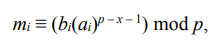 mᵢ ≡ (bᵢ(aᵢ)ᵖ ⁻ ˣ ⁻ ¹) mod p,